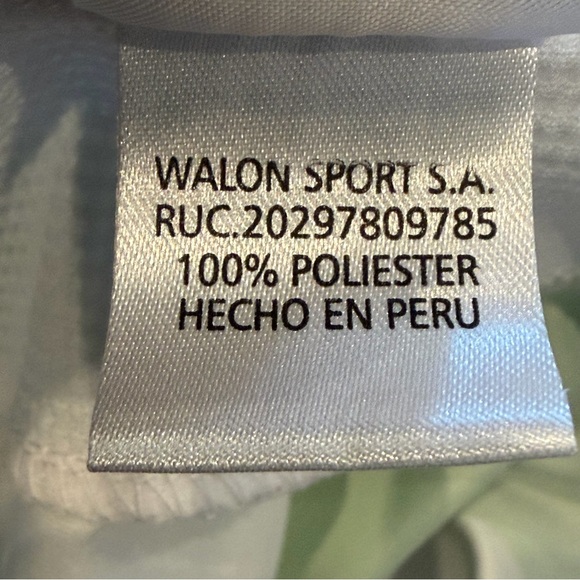 WALON SPORT S.A.
RUC.20297809785
100% POLIESTER
HECHO EN PERU